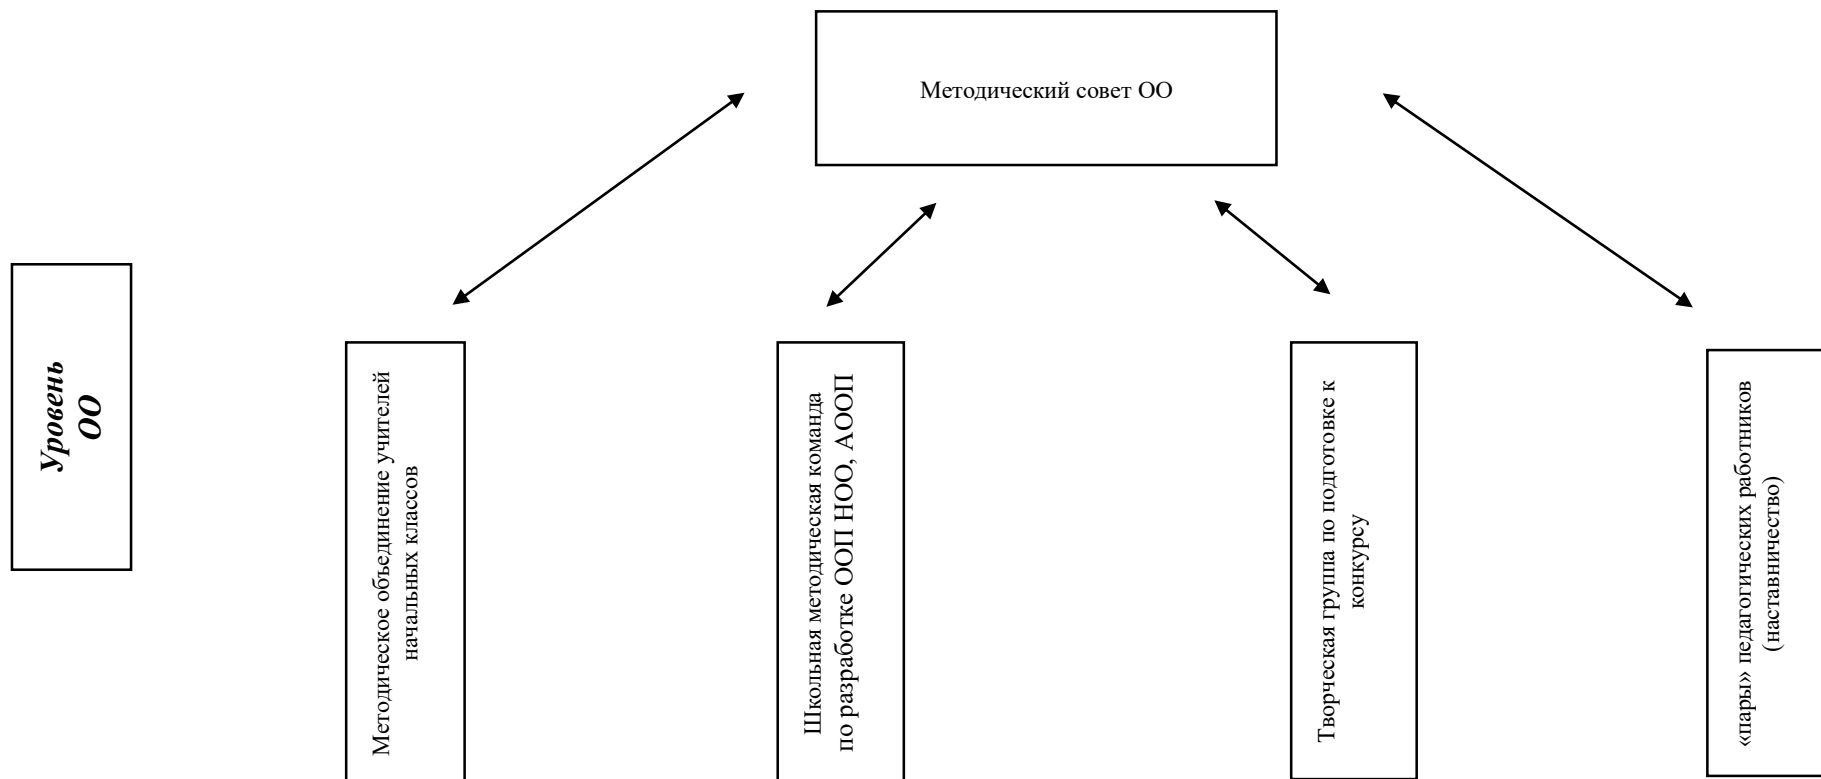 Методический совет ОО
Уровень
ОО
Методическое объединение учителей
начальных классов
Школьная методическая команда
по разработке ООП НОО, АООП
Творческая группа по подготовке к
конкурсу
«пары» педагогических работников
(наставничество)